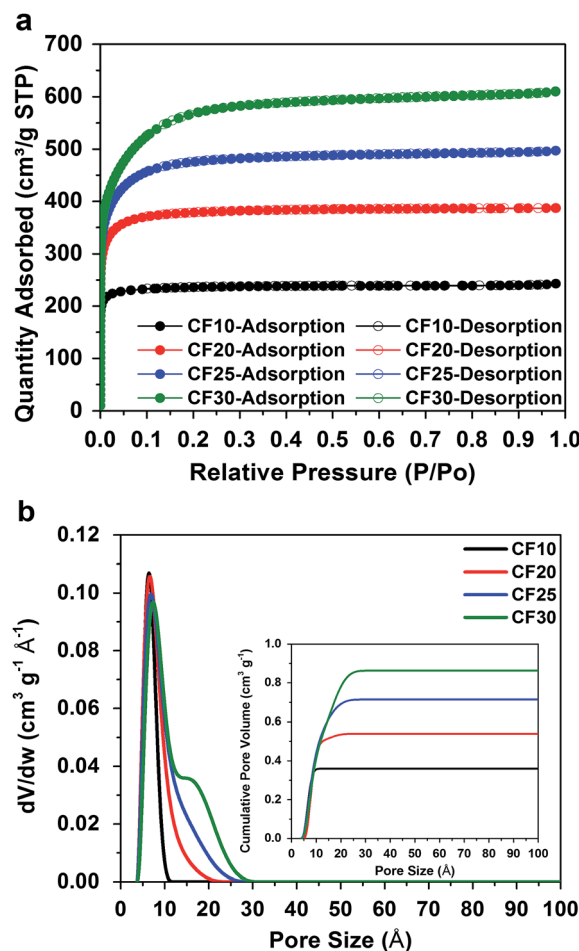 a
Quantity Adsorbed (cm³/g STP)
700
600
500
400
300
200
100
0
CF10-Adsorption CF10-Desorption
CF20-Adsorption CF20-Desorption
CF25-Adsorption CF25-Desorption
CF30-Adsorption CF30-Desorption
0.0 0.1 0.2 0.3 0.4 0.5 0.6 0.7 0.8 0.9 1.0
Relative Pressure (P/Po)
b
dV/dw (cm³ g⁻¹ Å⁻¹)
0.12
0.10
0.08
0.06
0.04
0.02
0.00
CF10
CF20
CF25
CF30
Cumulative Pore Volume (cm³ g⁻¹)
1.0
0.8
0.6
0.4
0.2
0.0
0 10 20 30 40 50 60 70 80 90 100
Pore Size (Å)
0 10 20 30 40 50 60 70 80 90 100
Pore Size (Å)